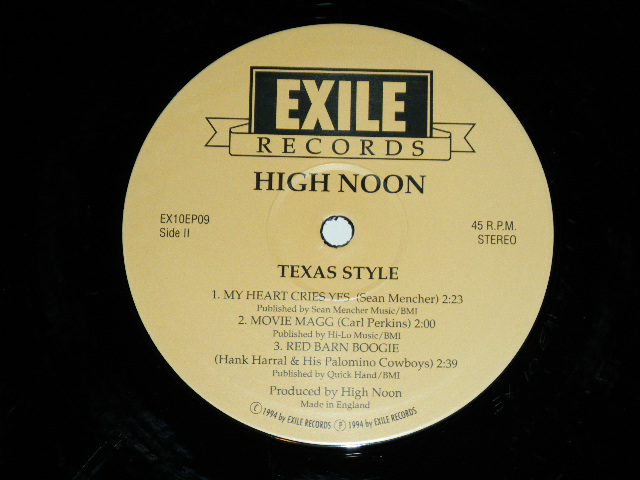 EXILE
RECORDS
HIGH NOON
EX10EP09
Side II
45 R.P.M.
STEREO
TEXAS STYLE
1. MY HEART CRIES YES (Sean Mencher) 2:23
Published by Sean Mencher Music/BMI
2. MOVIE MAGG (Carl Perkins) 2:00
Published by Hi-Lo Music/BMI
3. RED BARN BOOGIE
(Hank Harral & His Palomino Cowboys) 2:39
Published by Quick Hand/BMI
Produced by High Noon
Made in England
© 1994 by EXILE RECORDS ℗ 1994 by EXILE RECORDS